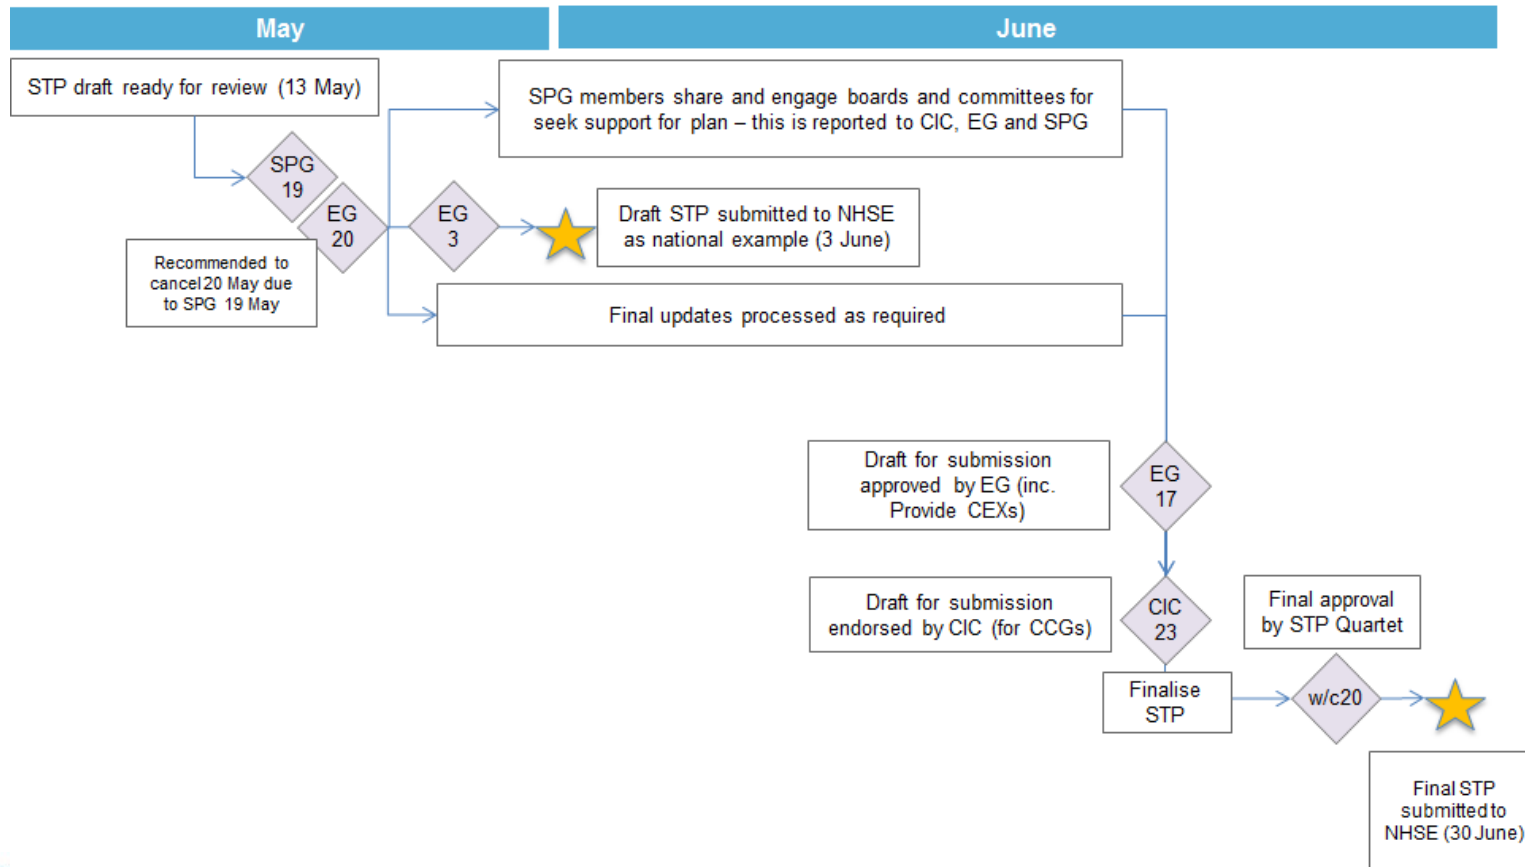 May
June
STP draft ready for review (13 May)
SPG members share and engage boards and committees for
seek support for plan – this is reported to CIC, EG and SPG
SPG
19
EG
20
EG
3
Draft STP submitted to NHSE
as national example (3 June)
Recommended to
cancel 20 May due
to SPG 19 May
Final updates processed as required
Draft for submission
approved by EG (inc.
Provide CEXs)
EG
17
Draft for submission
endorsed by CIC (for CCGs)
CIC
23
Final approval
by STP Quartet
Finalise
STP
w/c20
Final STP
submitted to
NHSE (30 June)